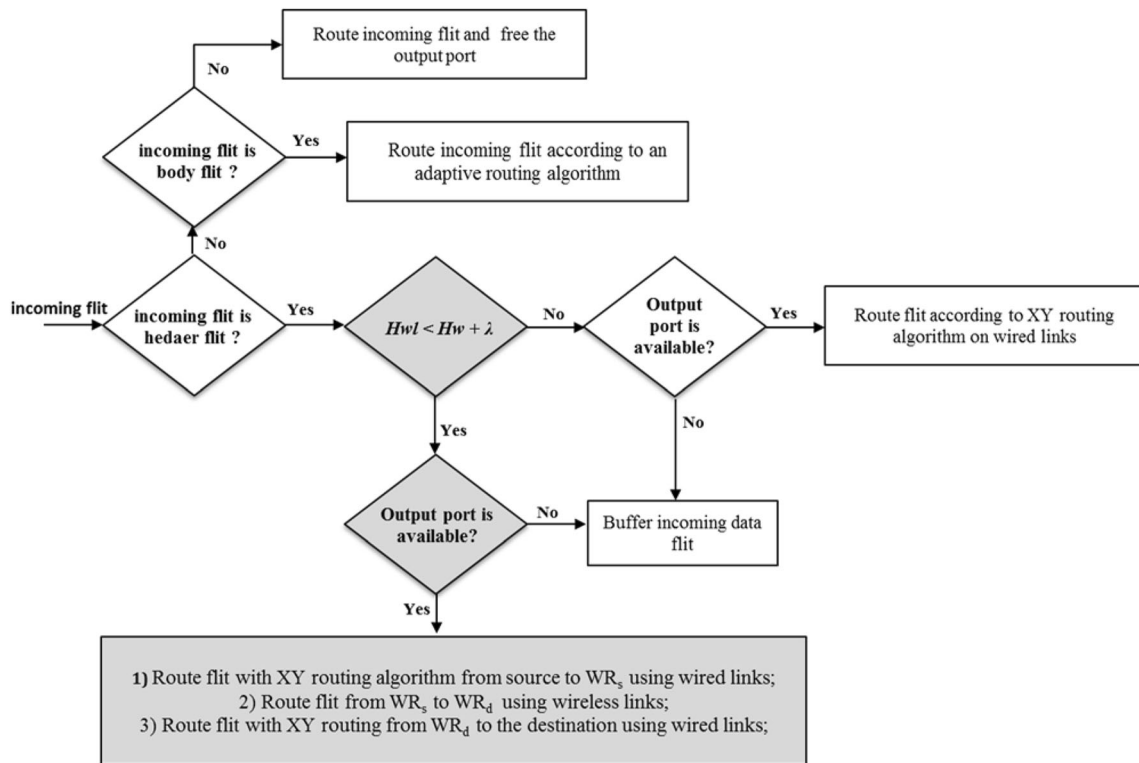 Route incoming flit and free the
output port
No
incoming flit is
body flit ?
Yes
Route incoming flit according to an
adaptive routing algorithm
No
incoming flit
incoming flit is
hedaer flit ?
Yes
Hwl < Hw + λ
No
Output
port is
available?
Yes
Route flit according to XY routing
algorithm on wired links
Yes
No
Output port is
available?
No
Buffer incoming data
flit
Yes
1) Route flit with XY routing algorithm from source to WRs using wired links;
2) Route flit from WRs to WRd using wireless links;
3) Route flit with XY routing from WRd to the destination using wired links;